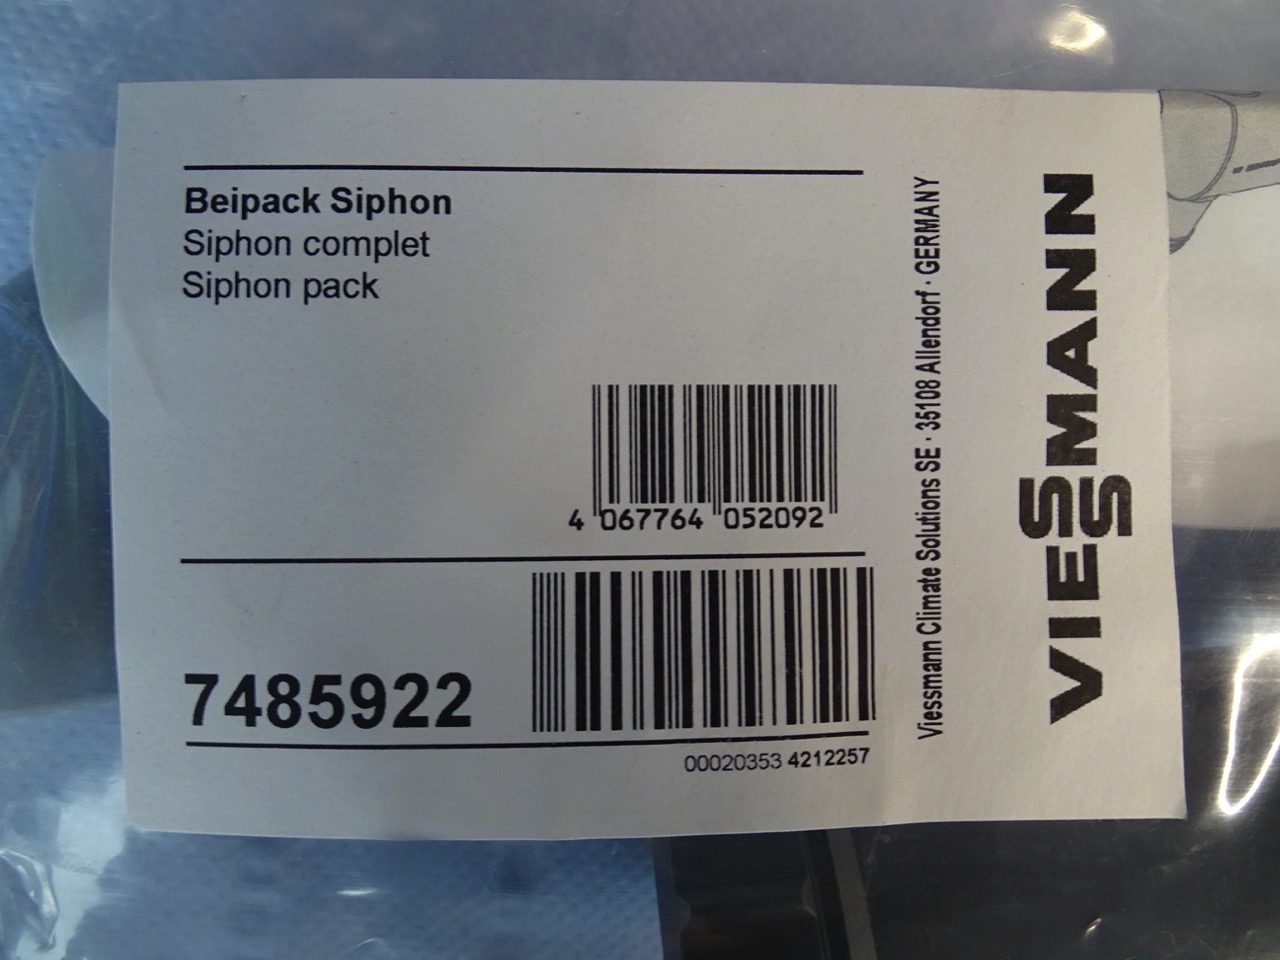 Beipack Siphon
Siphon complet
Siphon pack
4 067764 052092
7485922
00020353 4212257
Viessmann Climate Solutions SE · 35108 Allendorf · GERMANY
VIESSMANN